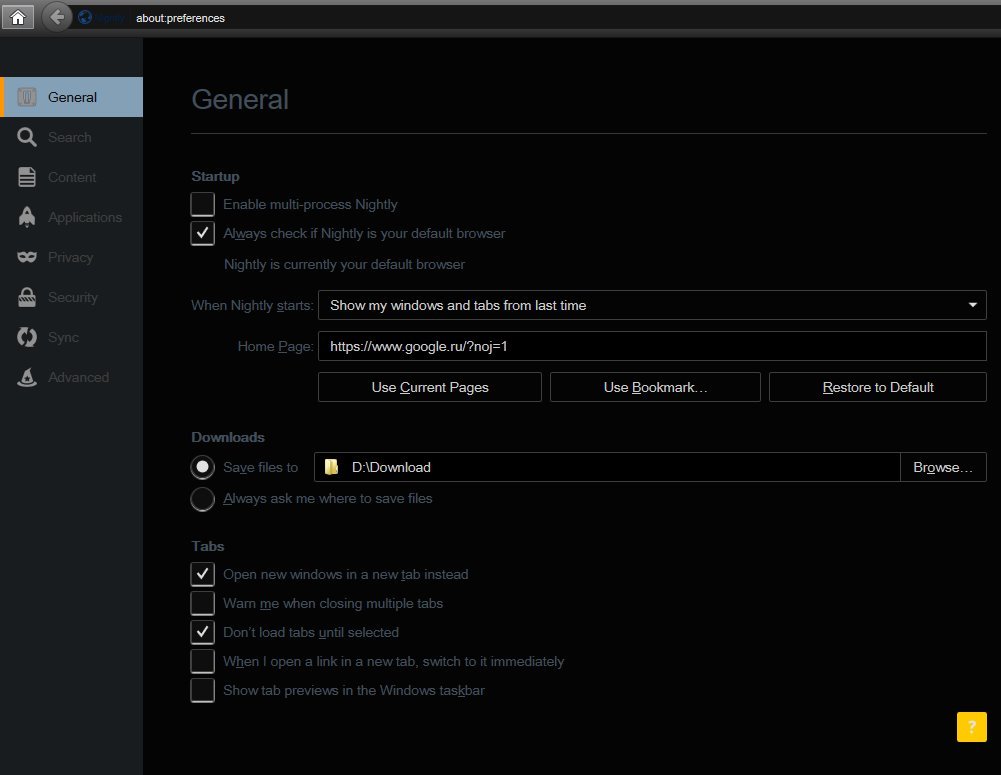 Nightly about:preferences
General
Search
Content
Applications
Privacy
Security
Sync
Advanced
General
Startup
Enable multi-process Nightly
Always check if Nightly is your default browser
Nightly is currently your default browser
When Nightly starts: Show my windows and tabs from last time
Home Page: https://www.google.ru/?noj=1
Use Current Pages Use Bookmark… Restore to Default
Downloads
Save files to D:\Download Browse…
Always ask me where to save files
Tabs
Open new windows in a new tab instead
Warn me when closing multiple tabs
Don't load tabs until selected
When I open a link in a new tab, switch to it immediately
Show tab previews in the Windows taskbar
?